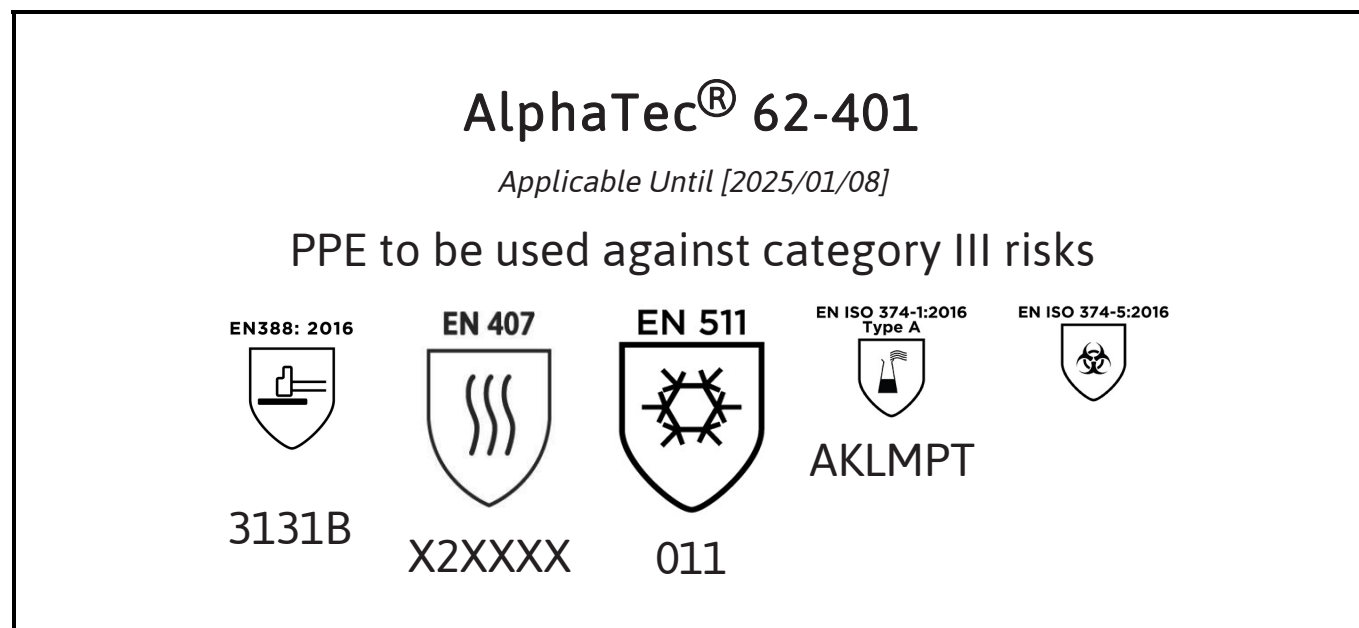 AlphaTec® 62-401
Applicable Until [2025/01/08]
PPE to be used against category III risks
EN388: 2016
3131B
EN 407
X2XXXX
EN 511
011
EN ISO 374-1:2016
Type A
AKLMPT
EN ISO 374-5:2016